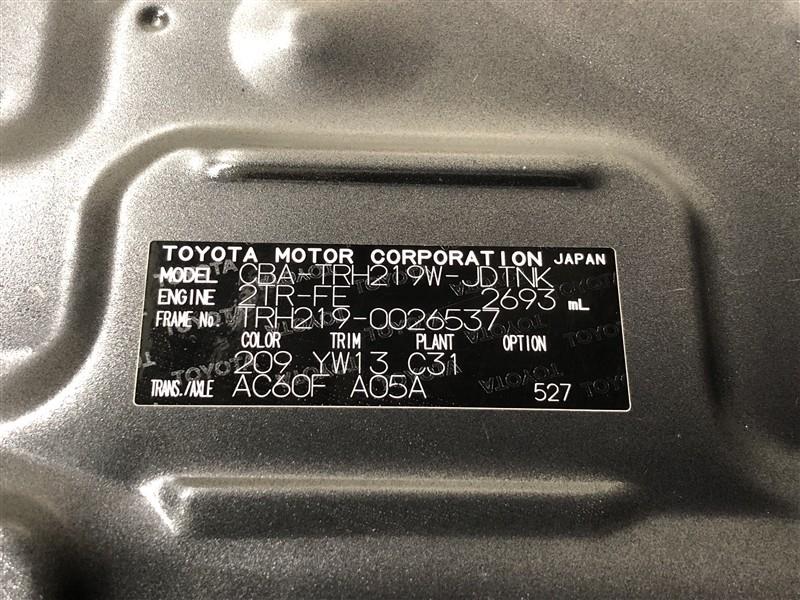 TOYOTA MOTOR CORPORATION JAPAN
MODEL CBA-TRH219W-JDTNK
ENGINE 2TR-FE 2693 mL
FRAME No. TRH219-0026537
COLOR TRIM PLANT OPTION
209 YW13 C31
TRANS./AXLE AC60F A05A 527